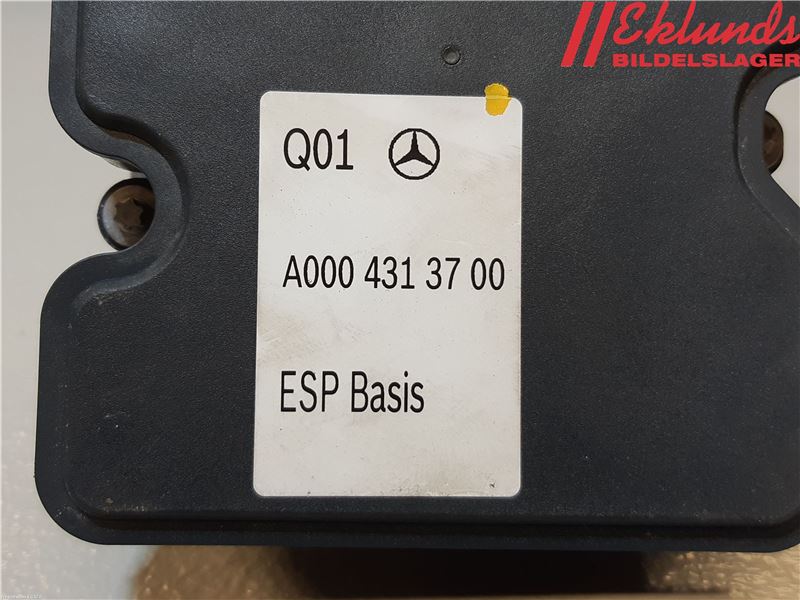 Eklunds
BILDELSLAGER
Q01
A000 431 37 00
ESP Basis